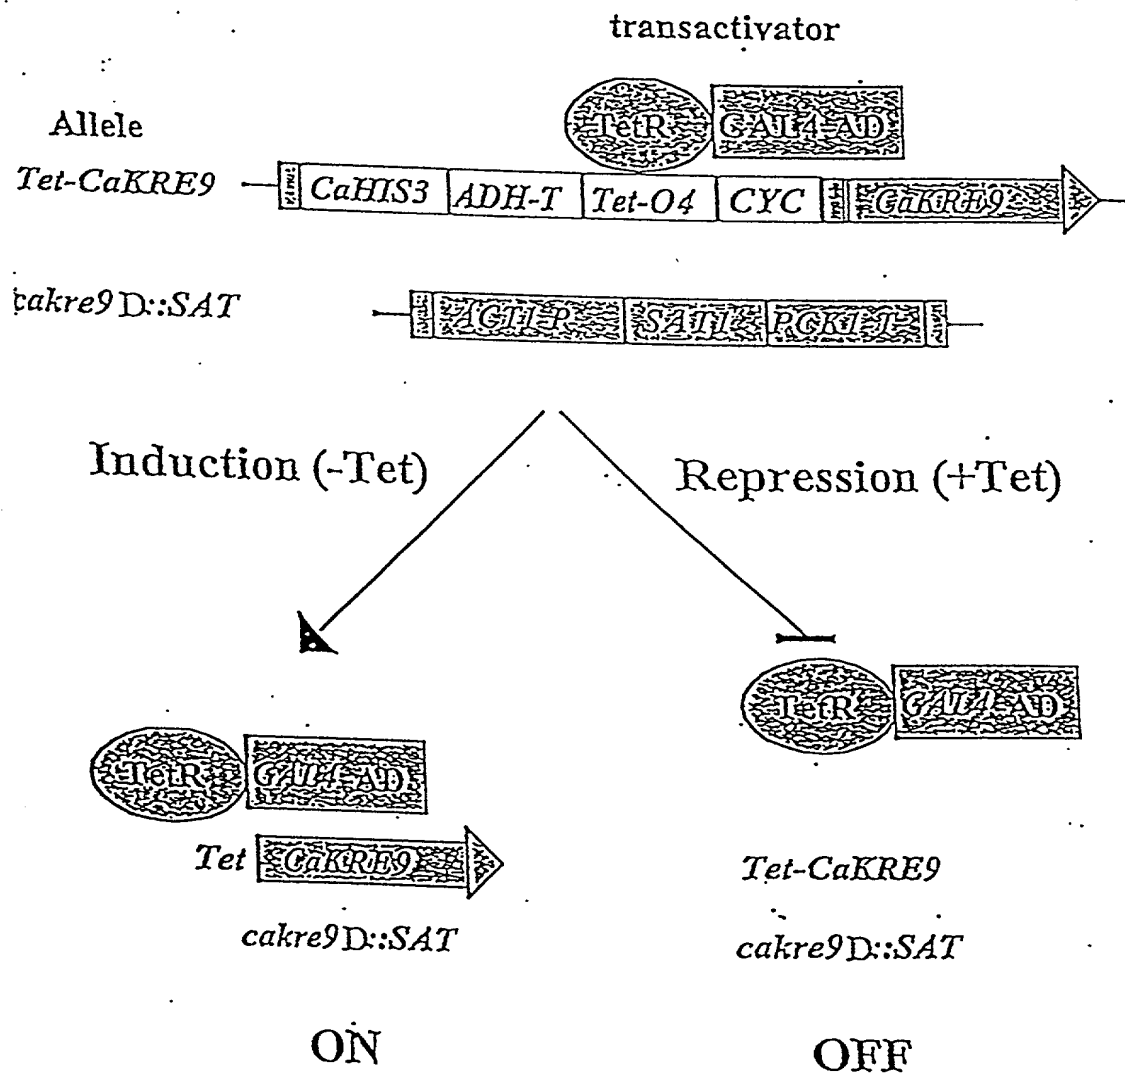 transactivator
TetR GAL4-AD
Allele
Tet-CaKRE9
CaHIS3 ADH-T Tet-O4 CYC CaKRE9
cakre9D::SAT
ACT1-P SAT1 PCK1-T
Induction (-Tet)
Repression (+Tet)
TetR GAL4-AD
TetR GAL4-AD
Tet CaKRE9
Tet-CaKRE9
cakre9D::SAT
cakre9D::SAT
ON
OFF